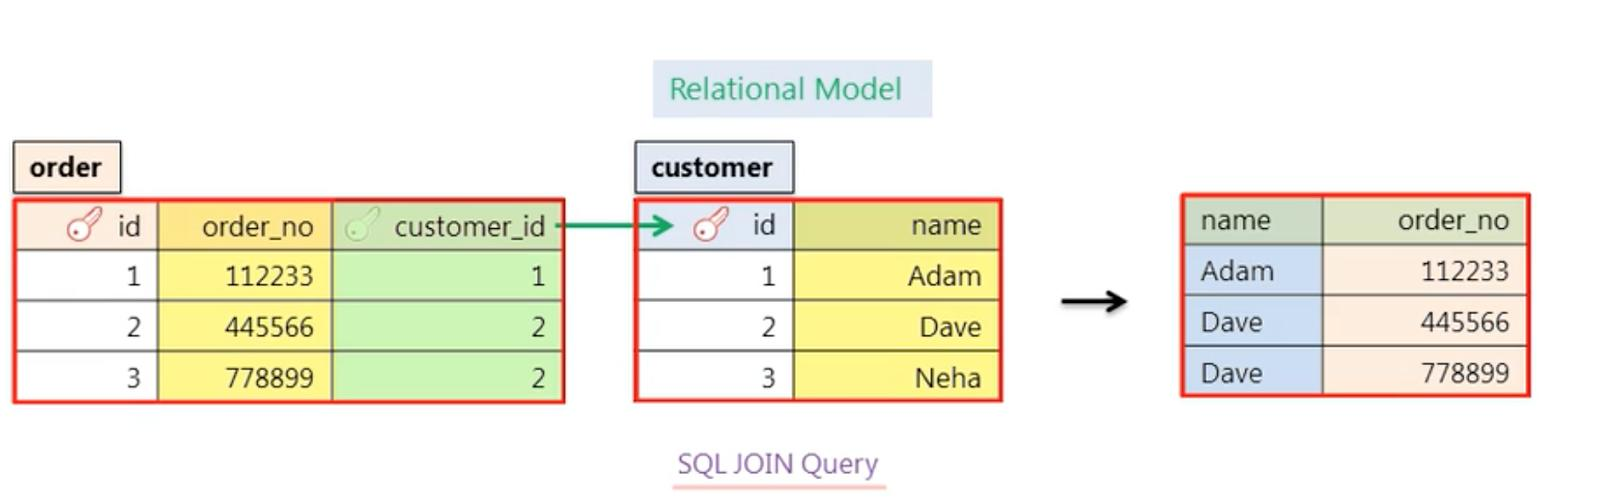 Relational Model
order
id order_no customer_id
1 112233 1
2 445566 2
3 778899 2
customer
id name
1 Adam
2 Dave
3 Neha
name order_no
Adam 112233
Dave 445566
Dave 778899
SQL JOIN Query